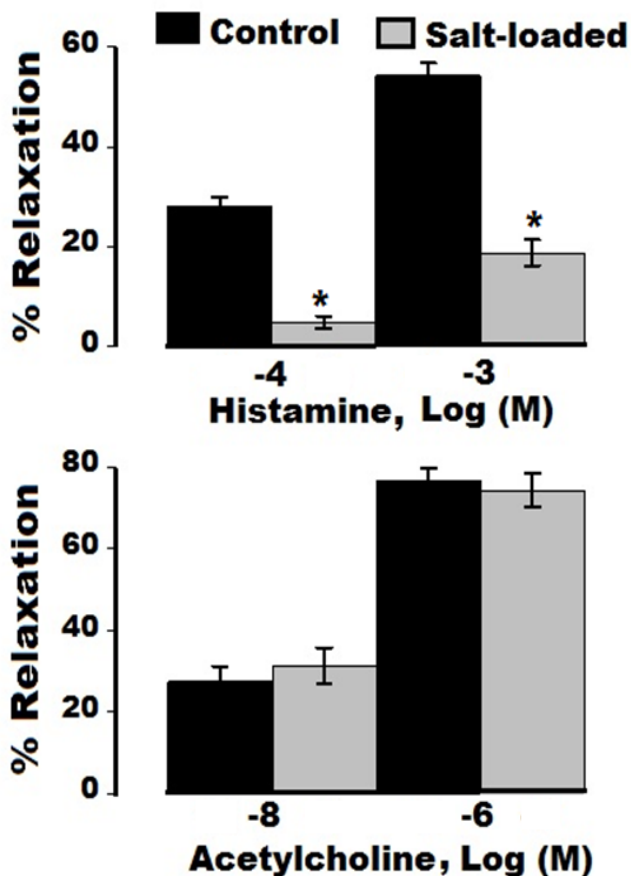 Control Salt-loaded
60
40
20
0
% Relaxation
*
*
-4 -3
Histamine, Log (M)
80
60
40
20
0
% Relaxation
-8 -6
Acetylcholine, Log (M)